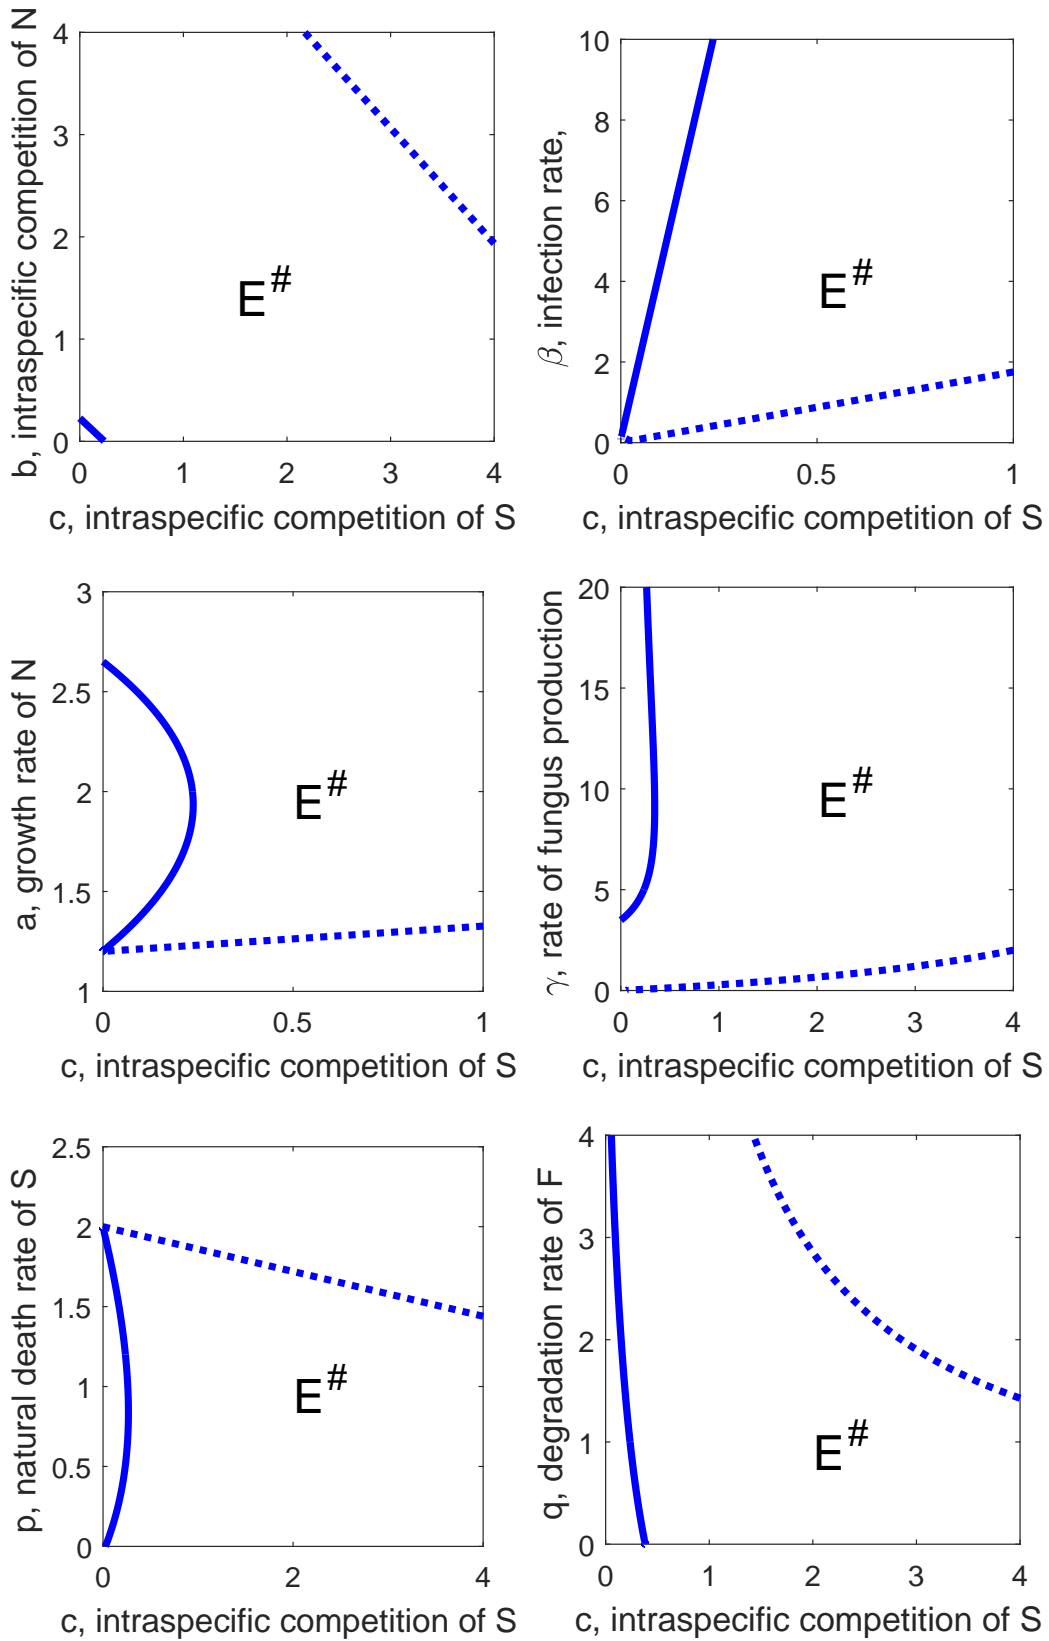 b, intraspecific competition of N
4
3
2
1
0
E#
0 1 2 3 4
c, intraspecific competition of S
β, infection rate,
10
8
6
4
2
0
E#
0 0.5 1
c, intraspecific competition of S
a, growth rate of N
3
2.5
2
1.5
1
E#
0 0.5 1
c, intraspecific competition of S
γ, rate of fungus production
20
15
10
5
0
E#
0 1 2 3 4
c, intraspecific competition of S
p, natural death rate of S
2.5
2
1.5
1
0.5
0
E#
0 2 4
c, intraspecific competition of S
q, degradation rate of F
4
3
2
1
0
E#
0 1 2 3 4
c, intraspecific competition of S